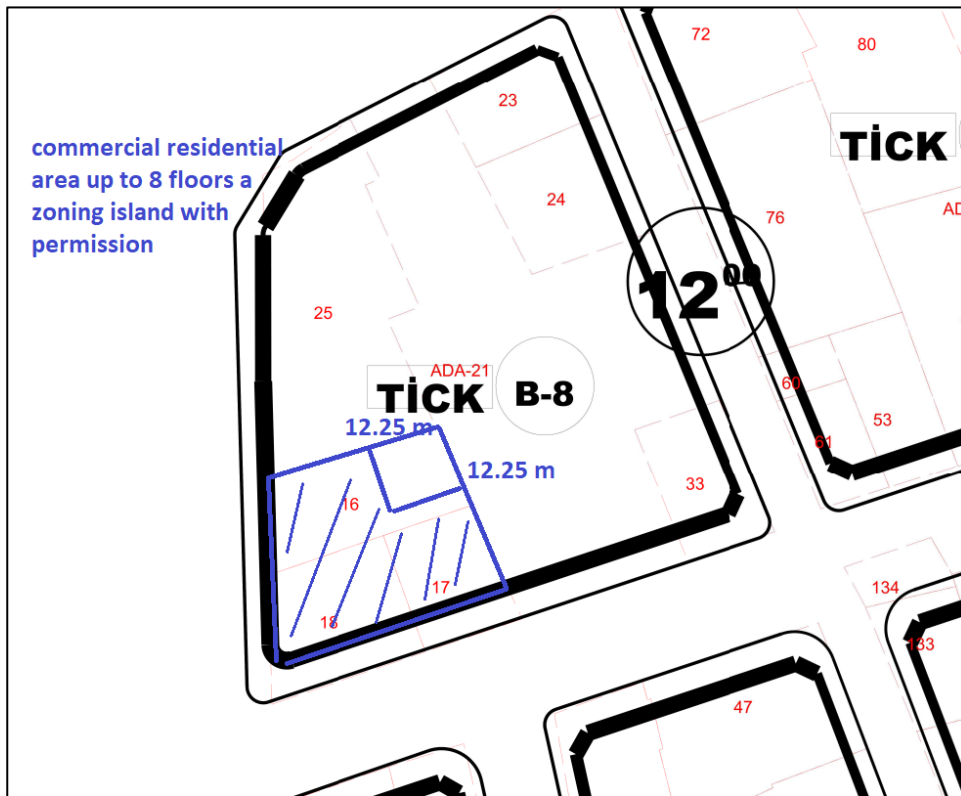 72
80
23
commercial residential
area up to 8 floors a
zoning island with
permission
TİCK
24
AD
76
12⁰⁰
25
ADA-21
TİCK
B-8
60
12.25 m
53
61
12.25 m
33
16
17
134
18
133
47